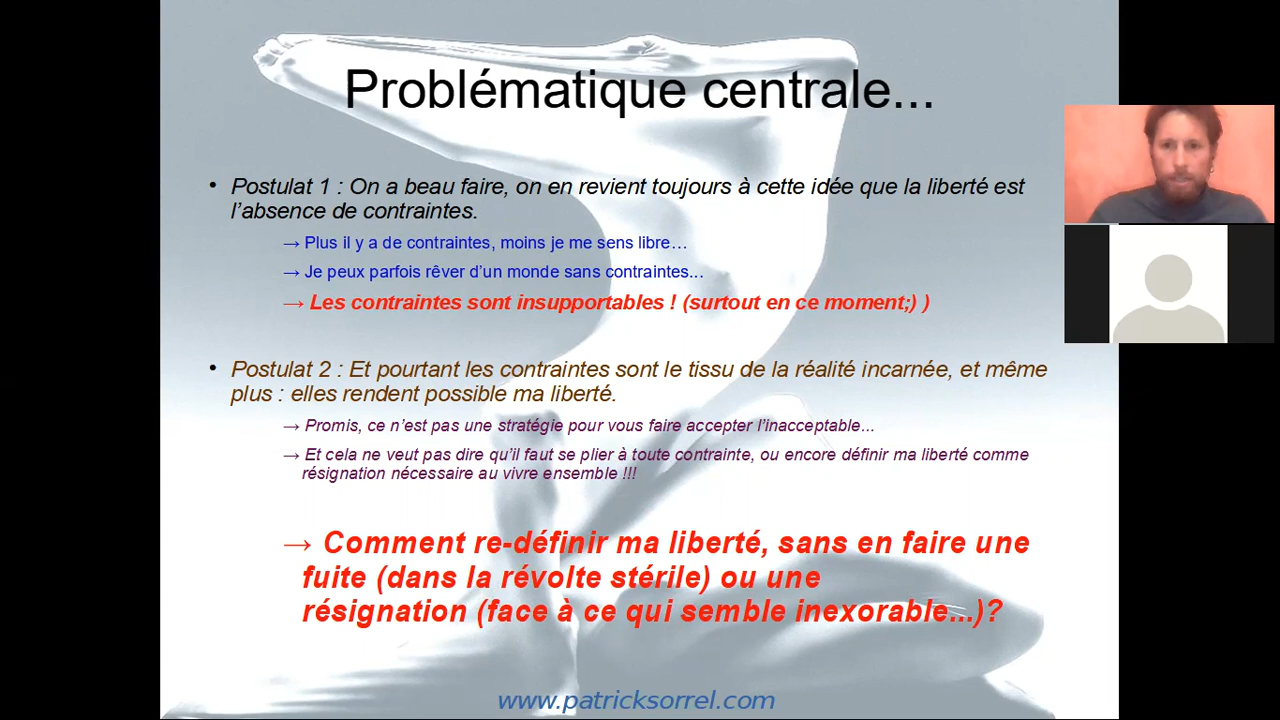 Problématique centrale...
• Postulat 1 : On a beau faire, on en revient toujours à cette idée que la liberté est
l’absence de contraintes.
→ Plus il y a de contraintes, moins je me sens libre…
→ Je peux parfois rêver d’un monde sans contraintes...
→ Les contraintes sont insupportables ! (surtout en ce moment;) )
• Postulat 2 : Et pourtant les contraintes sont le tissu de la réalité incarnée, et même
plus : elles rendent possible ma liberté.
→ Promis, ce n’est pas une stratégie pour vous faire accepter l’inacceptable...
→ Et cela ne veut pas dire qu’il faut se plier à toute contrainte, ou encore définir ma liberté comme
résignation nécessaire au vivre ensemble !!!
→ Comment re-définir ma liberté, sans en faire une
fuite (dans la révolte stérile) ou une
résignation (face à ce qui semble inexorable...)?
www.patricksorrel.com